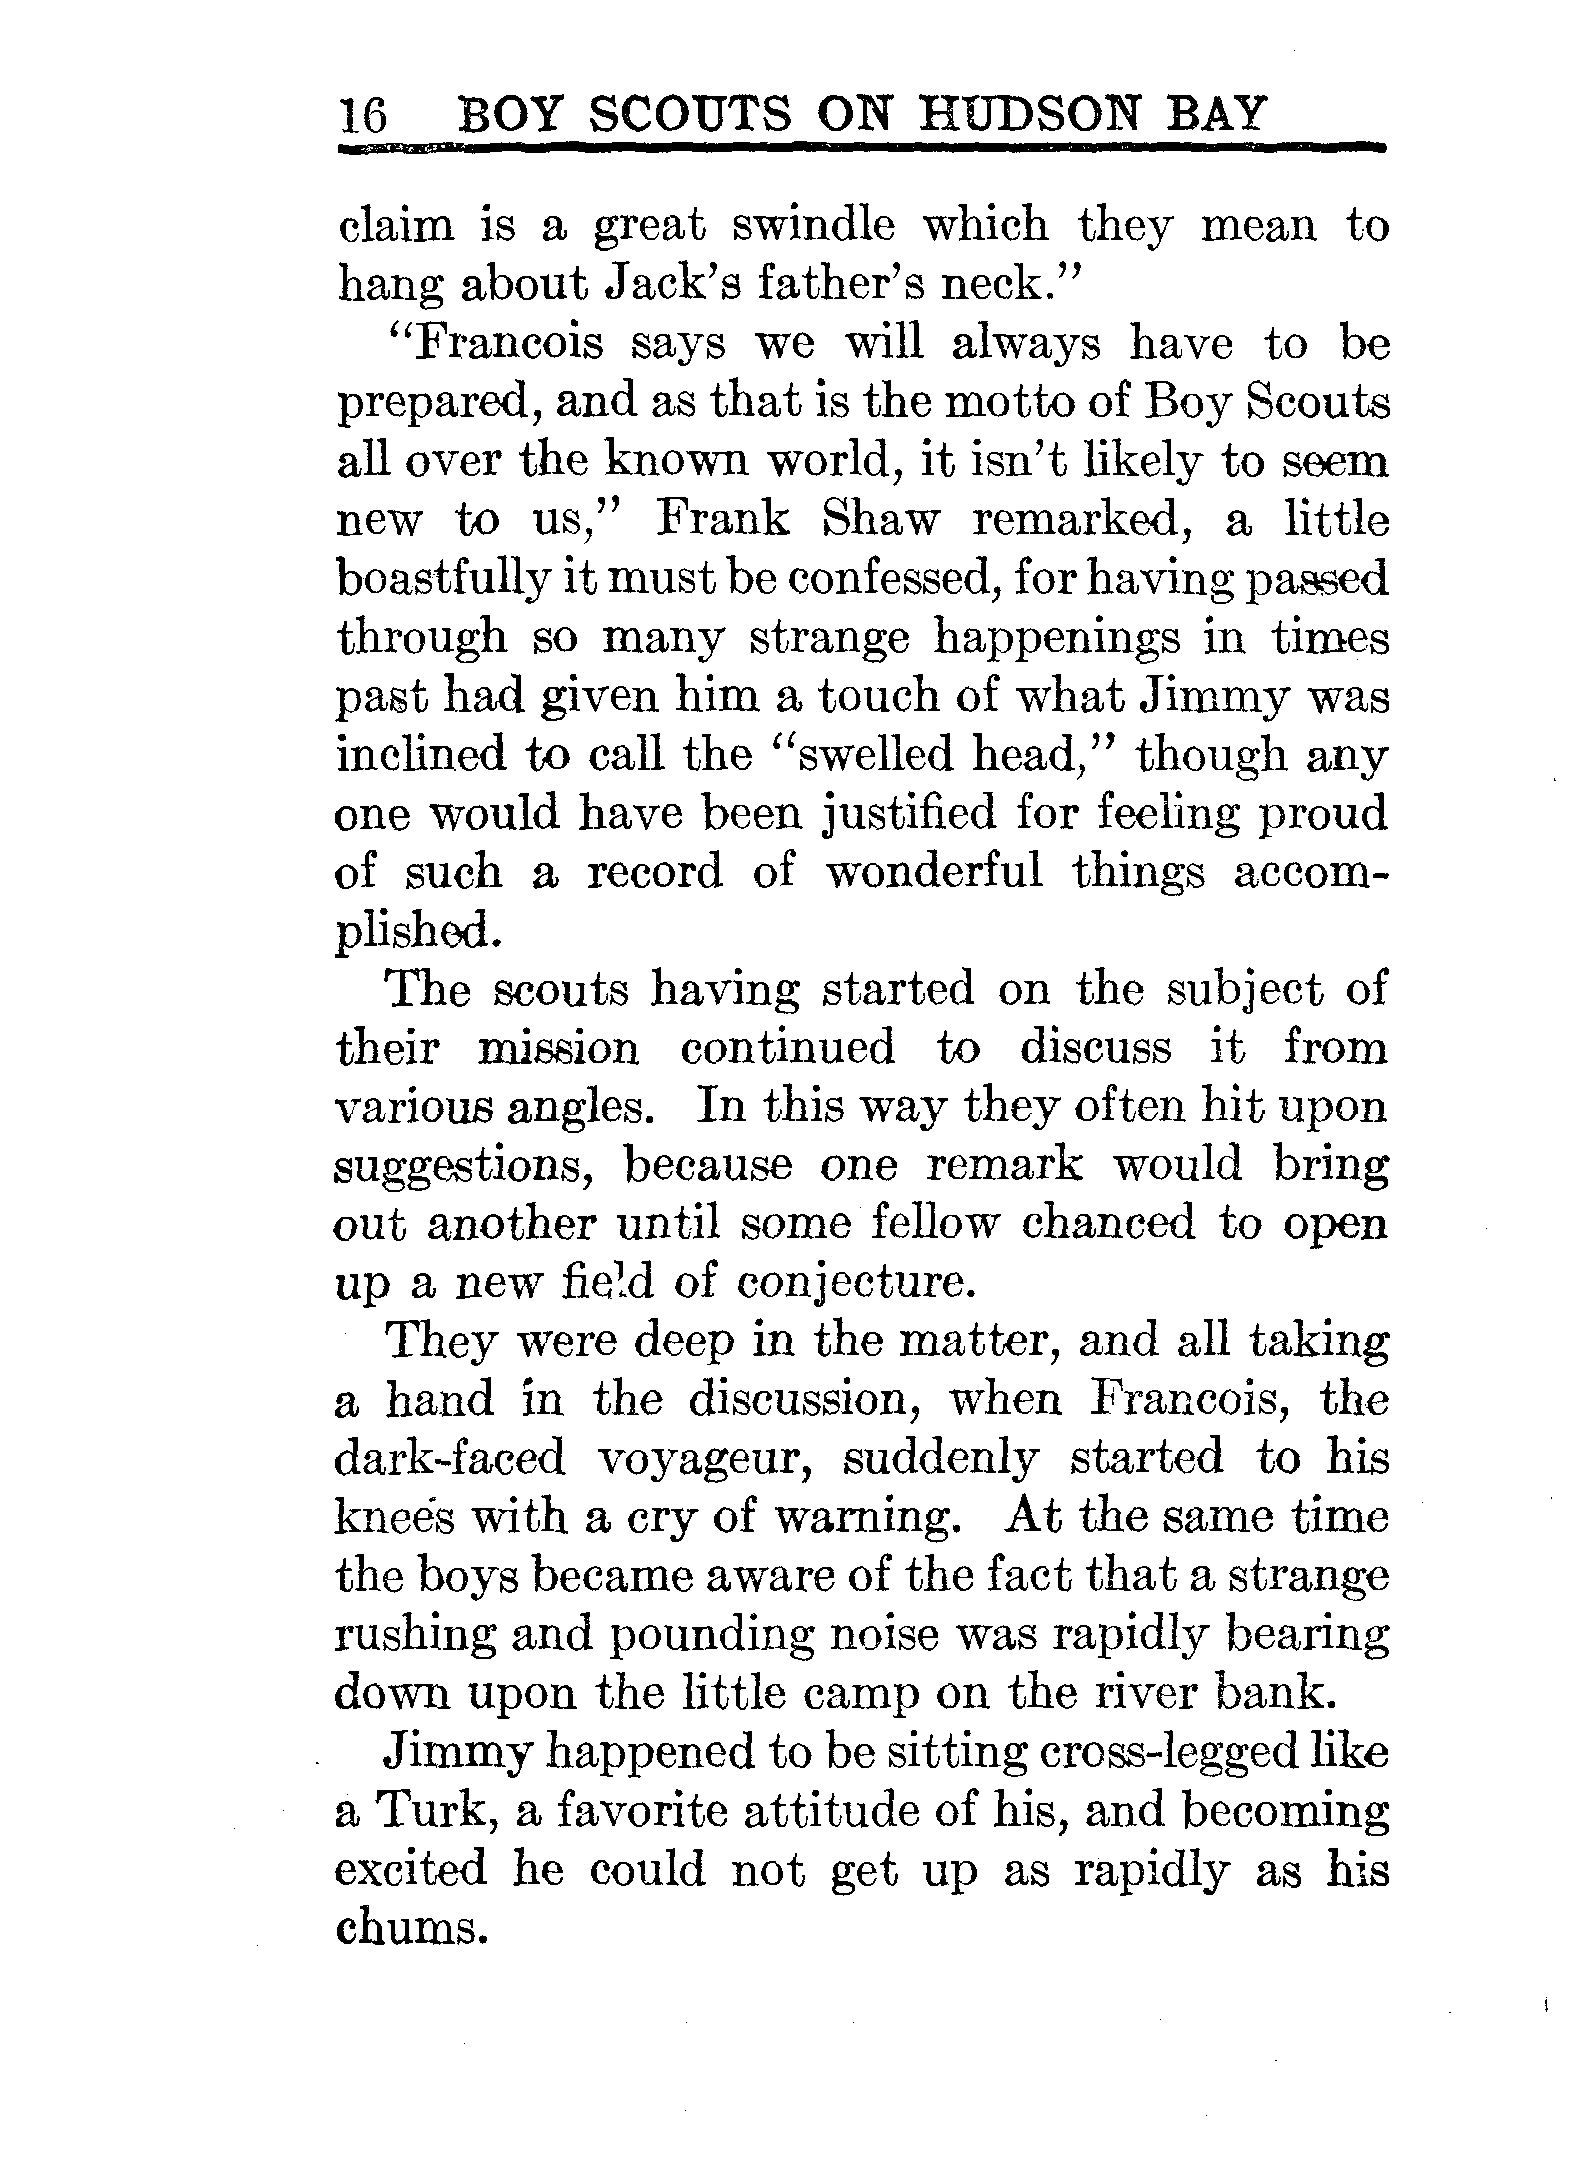 16 BOY SCOUTS ON HUDSON BAY
claim is a great swindle which they mean to
hang about Jack's father's neck."
"Francois says we will always have to be
prepared, and as that is the motto of Boy Scouts
all over the known world, it isn't likely to seem
new to us," Frank Shaw remarked, a little
boastfully it must be confessed, for having passed
through so many strange happenings in times
past had given him a touch of what Jimmy was
inclined to call the "swelled head," though any
one would have been justified for feeling proud
of such a record of wonderful things accom-
plished.
The scouts having started on the subject of
their mission continued to discuss it from
various angles. In this way they often hit upon
suggestions, because one remark would bring
out another until some fellow chanced to open
up a new field of conjecture.
They were deep in the matter, and all taking
a hand in the discussion, when Francois, the
dark-faced voyageur, suddenly started to his
knees with a cry of warning. At the same time
the boys became aware of the fact that a strange
rushing and pounding noise was rapidly bearing
down upon the little camp on the river bank.
Jimmy happened to be sitting cross-legged like
a Turk, a favorite attitude of his, and becoming
excited he could not get up as rapidly as his
chums.